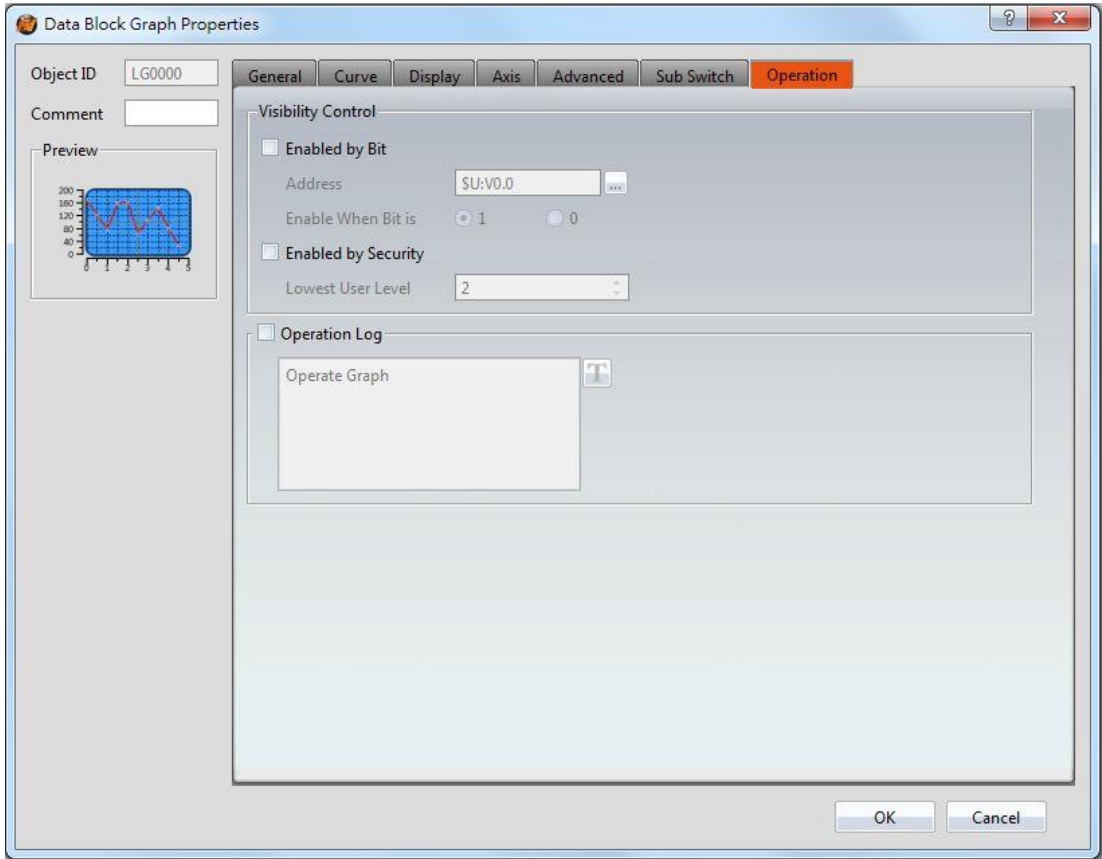 Data Block Graph Properties
Object ID LG0000
Comment
Preview
200
160
120
80
40
0
0 1 2 3 4 5
General Curve Display Axis Advanced Sub Switch Operation
Visibility Control
Enabled by Bit
Address $U:V0.0 ...
Enable When Bit is 1 0
Enabled by Security
Lowest User Level 2
Operation Log
Operate Graph T
OK Cancel